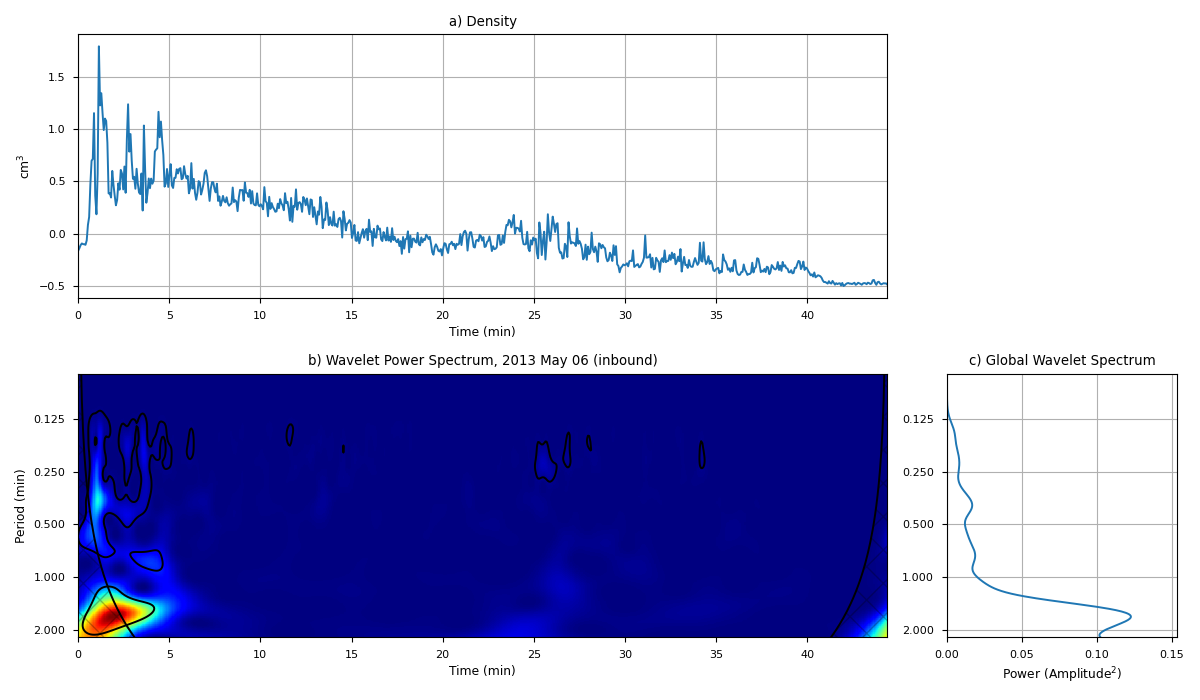 a) Density
1.5
1.0
0.5
0.0
−0.5
cm³
0 5 10 15 20 25 30 35 40
Time (min)
b) Wavelet Power Spectrum, 2013 May 06 (inbound)
0.125
0.250
0.500
1.000
2.000
Period (min)
0 5 10 15 20 25 30 35 40
Time (min)
c) Global Wavelet Spectrum
0.125
0.250
0.500
1.000
2.000
0.00 0.05 0.10 0.15
Power (Amplitude²)